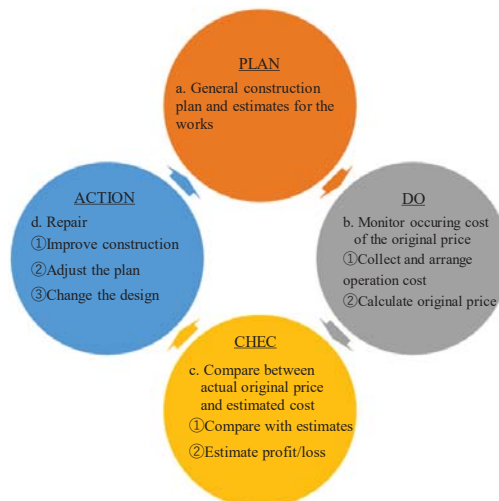 PLAN
a. General construction
plan and estimates for the
works
ACTION
d. Repair
①Improve construction
②Adjust the plan
③Change the design
DO
b. Monitor occuring cost
of the original price
①Collect and arrange
operation cost
②Calculate original price
CHEC
c. Compare between
actual original price
and estimated cost
①Compare with estimates
②Estimate profit/loss